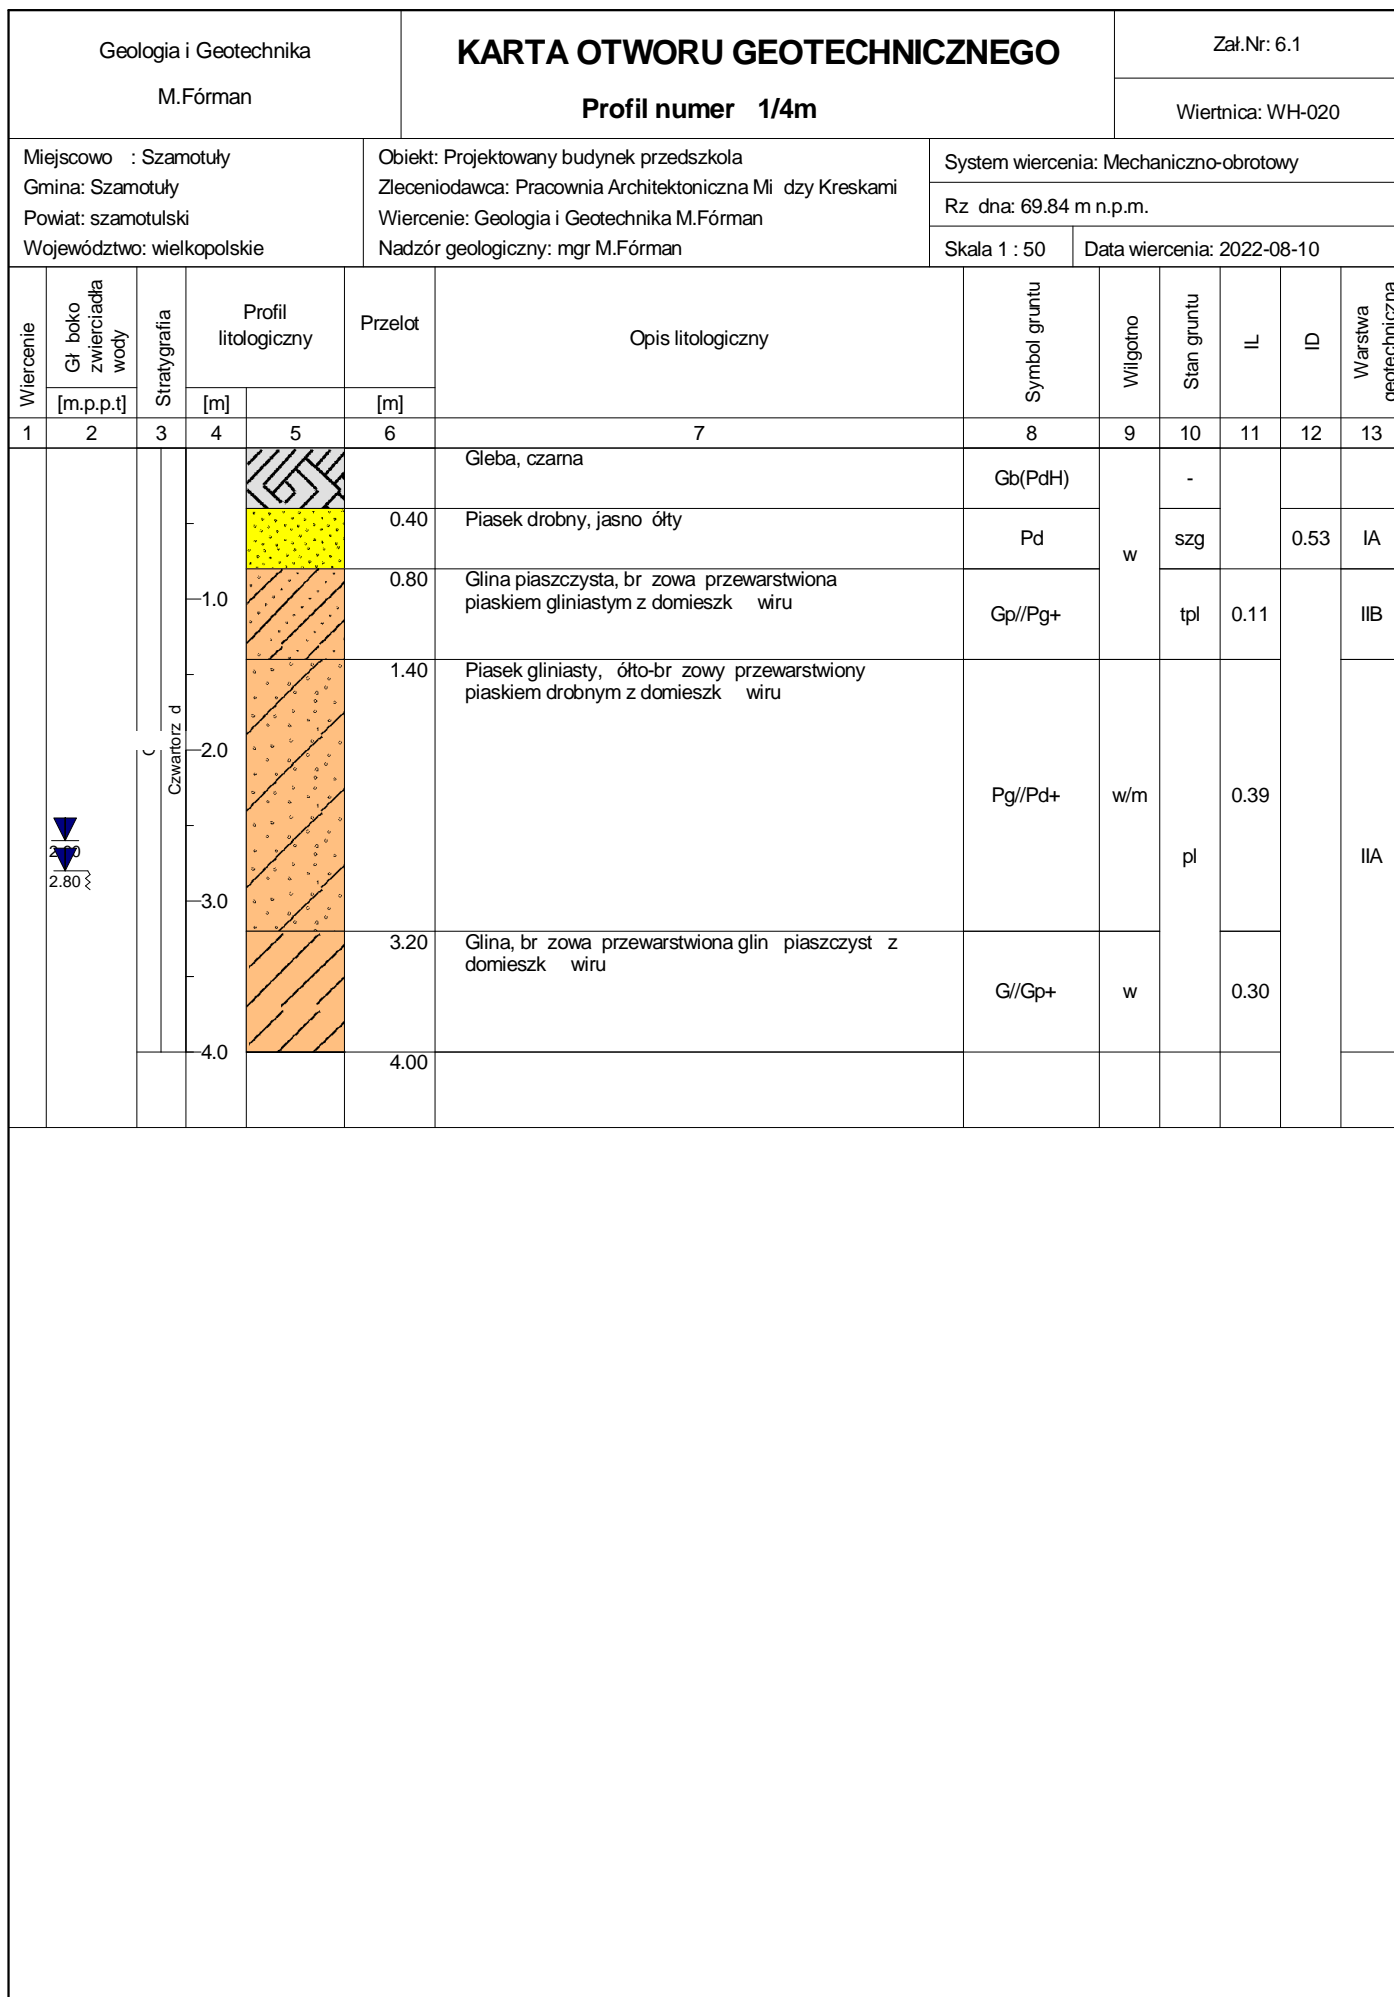 Geologia i Geotechnika
M.Fórman
KARTA OTWORU GEOTECHNICZNEGO
Profil numer 1/4m
Zał.Nr: 6.1
Wiertnica: WH-020
Miejscowo : Szamotuły
Gmina: Szamotuły
Powiat: szamotulski
Województwo: wielkopolskie
Obiekt: Projektowany budynek przedszkola
Zleceniodawca: Pracownia Architektoniczna Mi dzy Kreskami
Wiercenie: Geologia i Geotechnika M.Fórman
Nadzór geologiczny: mgr M.Fórman
System wiercenia: Mechaniczno-obrotowy
Rz dna: 69.84 m n.p.m.
Skala 1 : 50
Data wiercenia: 2022-08-10
Wiercenie
Gł boko
zwierciadła
wody
[m.p.p.t]
Stratygrafia
Profil
litologiczny
[m]
Przelot
[m]
Opis litologiczny
Symbol gruntu
Wilgotno
Stan gruntu
IL
ID
Warstwa
geotechniczna
1 2 3 4 5 6 7 8 9 10 11 12 13
Gleba, czarna
Gb(PdH)
-
0.40
Piasek drobny, jasno ółty
Pd
w
szg
0.53
IA
0.80
Glina piaszczysta, br zowa przewarstwiona
piaskiem gliniastym z domieszk wiru
1.0
Gp//Pg+
tpl
0.11
IIB
1.40
Piasek gliniasty, ółto-br zowy przewarstwiony
piaskiem drobnym z domieszk wiru
Czwartorz d
2.0
Pg//Pd+
w/m
0.39
pl
IIA
2.80
3.0
3.20
Glina, br zowa przewarstwiona glin piaszczyst z
domieszk wiru
G//Gp+
w
0.30
4.0
4.00